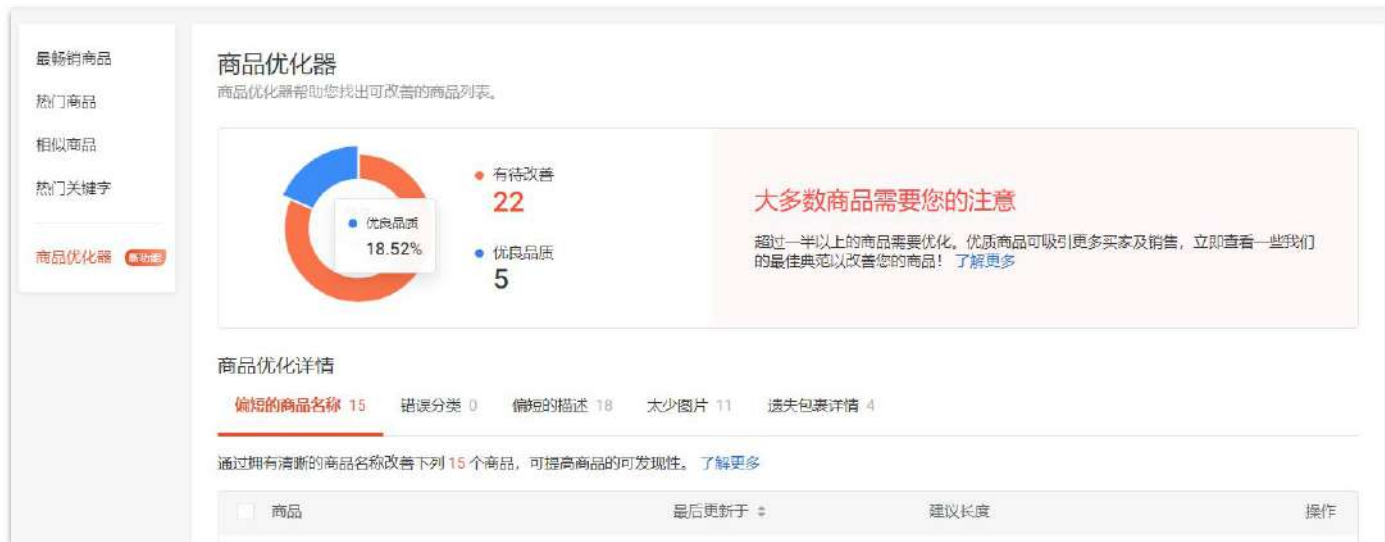 最畅销商品
热门商品
相似商品
热门关键字
商品优化器 新功能
商品优化器
商品优化器帮助您找出可改善的商品列表。
有待改善
22
优良品质
18.52%
优良品质
5
大多数商品需要您的注意
超过一半以上的商品需要优化。优质商品可吸引更多买家及销售，立即查看一些我们
的最佳典范以改善您的商品！ 了解更多
商品优化详情
偏短的商品名称 15 错误分类 0 偏短的描述 18 太少图片 11 遗失包裹详情 4
通过拥有清晰的商品名称改善下列 15 个商品，可提高商品的可发现性。 了解更多
商品 最后更新于 建议长度 操作